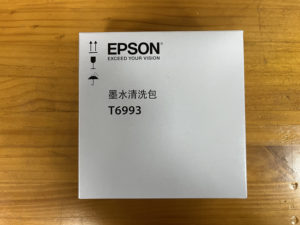 EPSON
EXCEED YOUR VISION
墨水清洗包
T6993